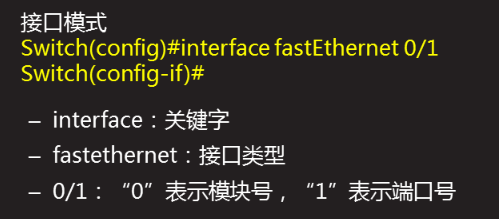 接口模式
Switch(config)#interface fastEthernet 0/1
Switch(config-if)#
– interface：关键字
– fastethernet：接口类型
– 0/1：“0”表示模块号，“1”表示端口号